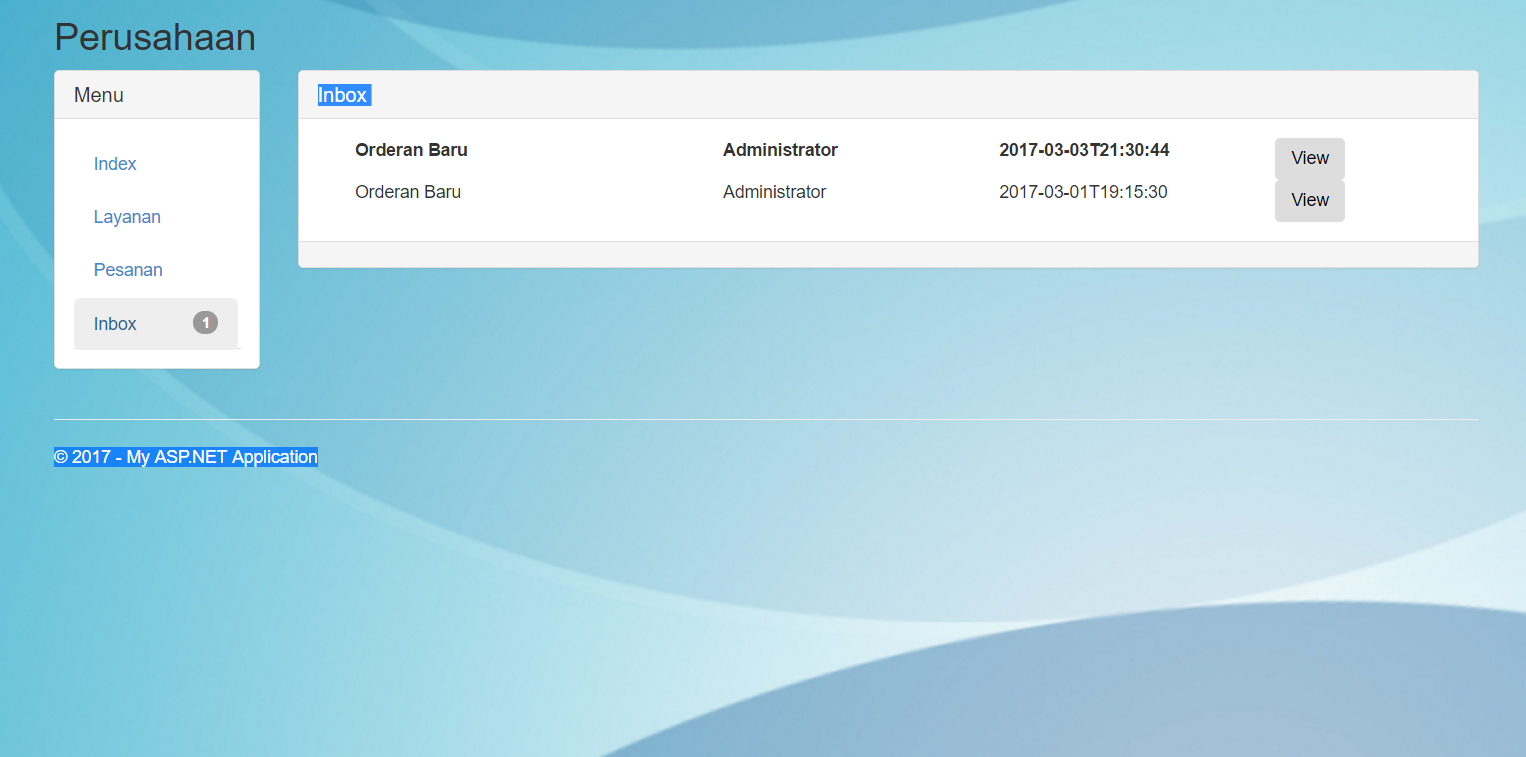 Perusahaan
Menu
Index
Layanan
Pesanan
Inbox 1
Inbox
Orderan Baru Administrator 2017-03-03T21:30:44 View
Orderan Baru Administrator 2017-03-01T19:15:30 View
© 2017 - My ASP.NET Application